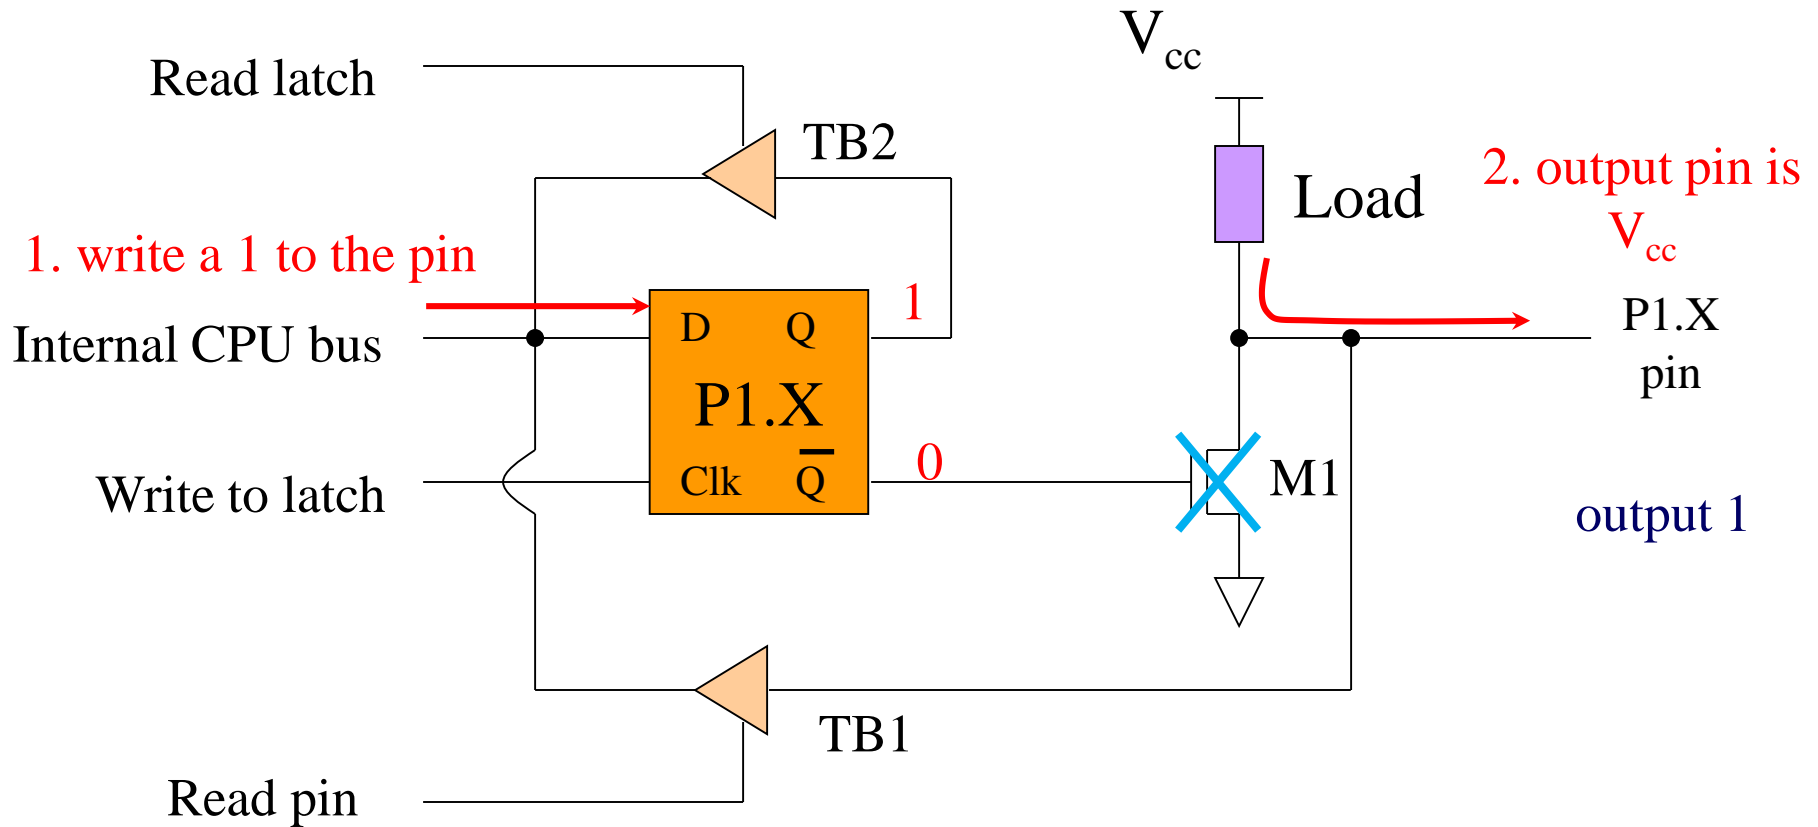 Vcc
Read latch
TB2
Load
2. output pin is
Vcc
1. write a 1 to the pin
1
P1.X
pin
Internal CPU bus
D Q
P1.X
Clk Q̅
0
M1
Write to latch
output 1
TB1
Read pin